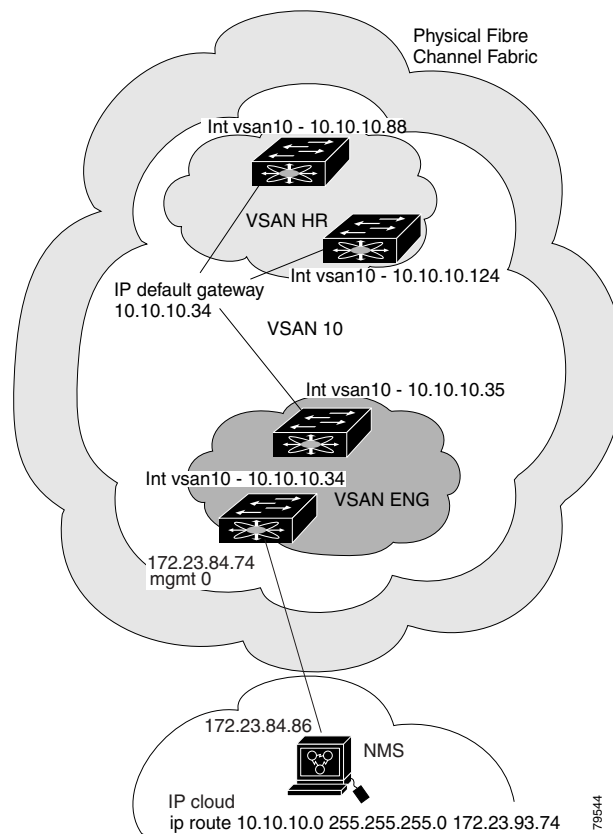 Physical Fibre
Channel Fabric
Int vsan10 - 10.10.10.88
VSAN HR
Int vsan10 - 10.10.10.124
IP default gateway
10.10.10.34
VSAN 10
Int vsan10 - 10.10.10.35
Int vsan10 - 10.10.10.34
VSAN ENG
172.23.84.74
mgmt 0
172.23.84.86
NMS
IP cloud
ip route 10.10.10.0 255.255.255.0 172.23.93.74
79544